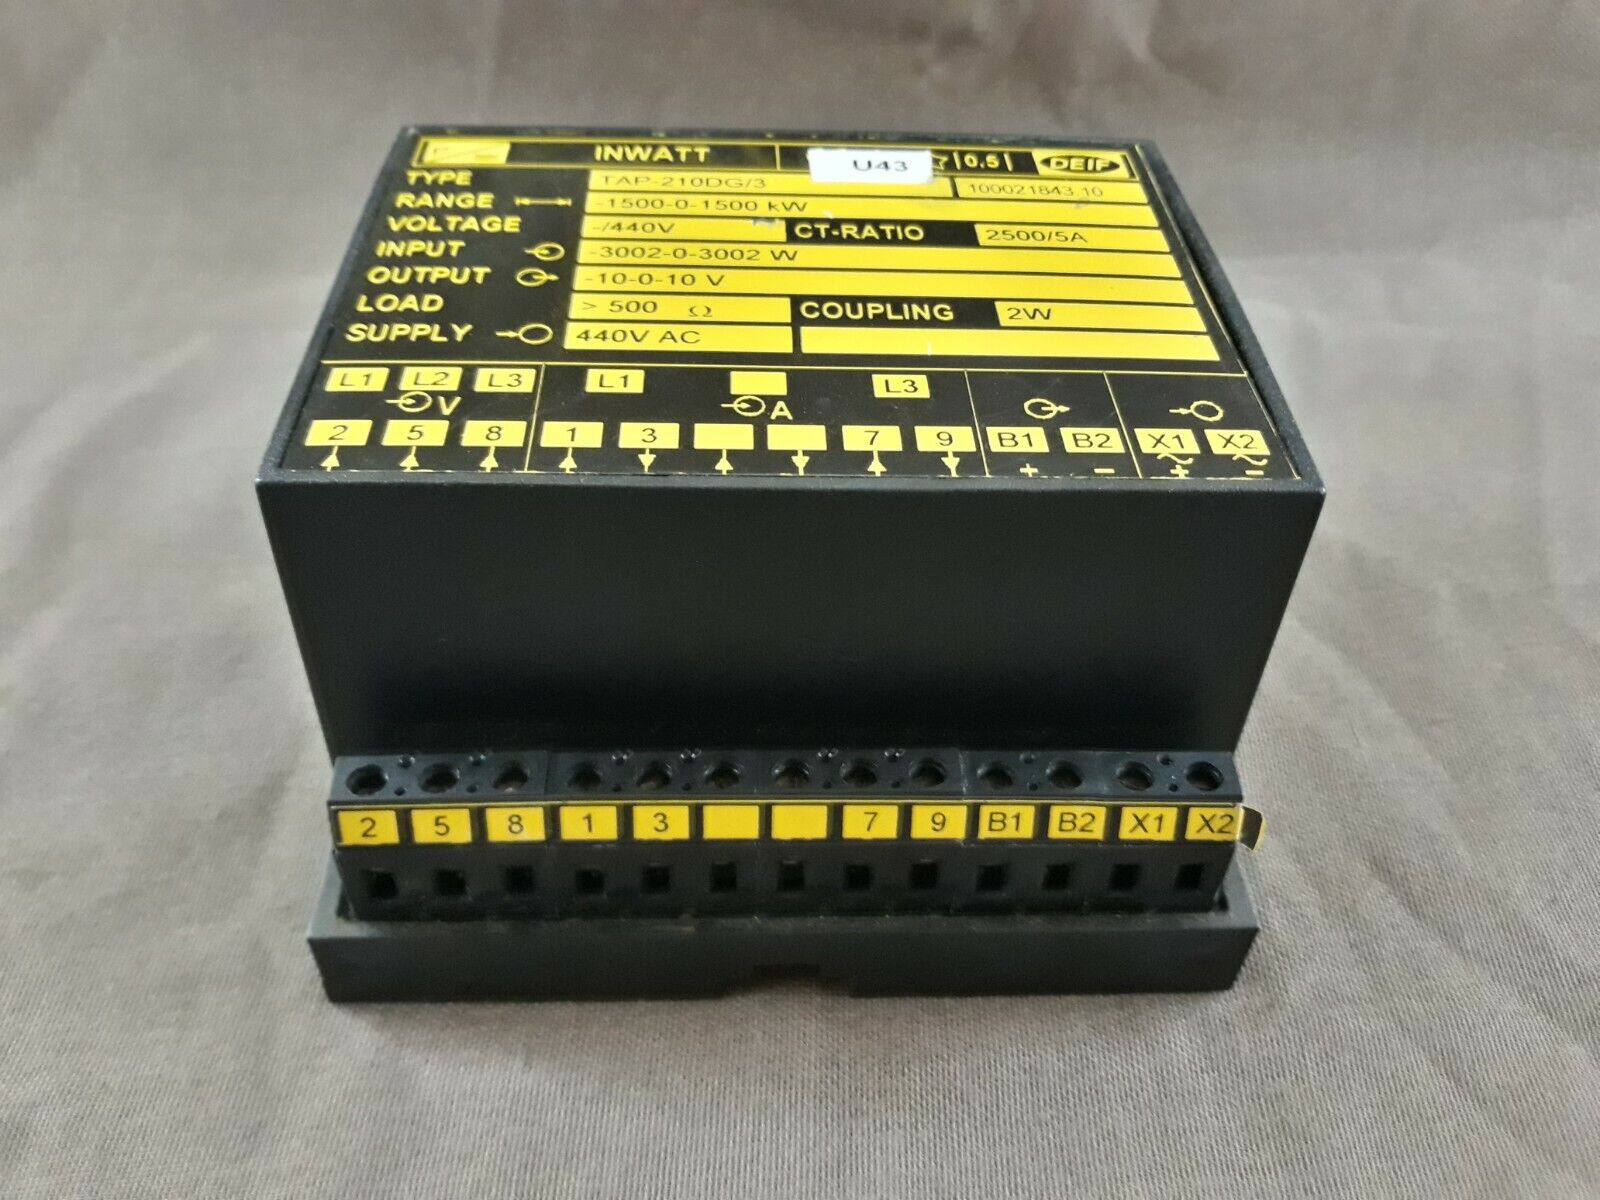 INWATT U43 0.5 DEIF
TYPE TAP-210DG/3 100021843.10
RANGE -1500-0-1500 kW
VOLTAGE -/440V CT-RATIO 2500/5A
INPUT -3002-0-3002 W
OUTPUT -10-0-10 V
LOAD > 500 Ω COUPLING 2W
SUPPLY 440V AC
L1 L2 L3 L1 L3
V A
2 5 8 1 3 7 9 B1 B2 X1 X2
+ - + -
2 5 8 1 3 7 9 B1 B2 X1 X2